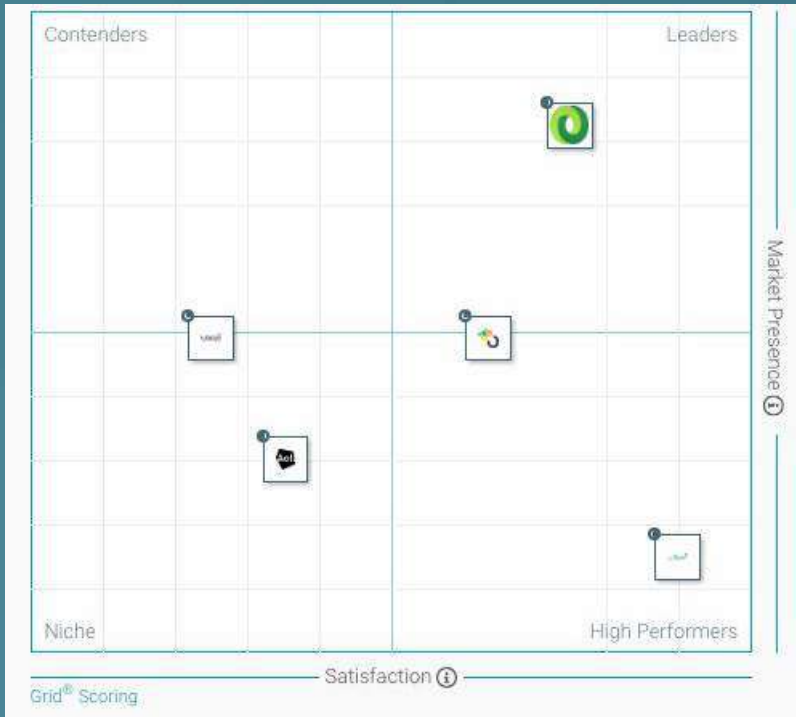 Contenders
Leaders
Market Presence
Niche
High Performers
Satisfaction
Grid® Scoring